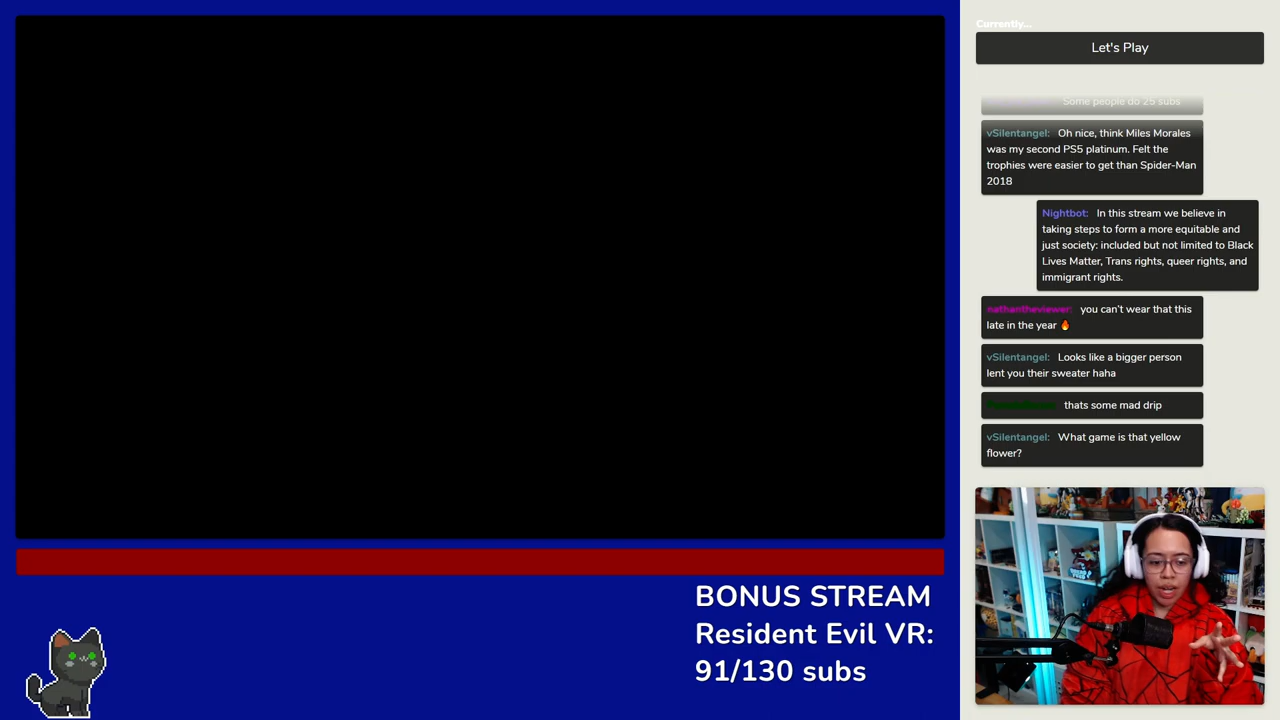 Currently...
Let's Play
Some people do 25 subs
vSilentangel: Oh nice, think Miles Morales
was my second PS5 platinum. Felt the
trophies were easier to get than Spider-Man
2018
Nightbot: In this stream we believe in
taking steps to form a more equitable and
just society: included but not limited to Black
Lives Matter, Trans rights, queer rights, and
immigrant rights.
nathantheviewer: you can't wear that this
late in the year 🔥
vSilentangel: Looks like a bigger person
lent you their sweater haha
thats some mad drip
vSilentangel: What game is that yellow
flower?
BONUS STREAM
Resident Evil VR:
91/130 subs